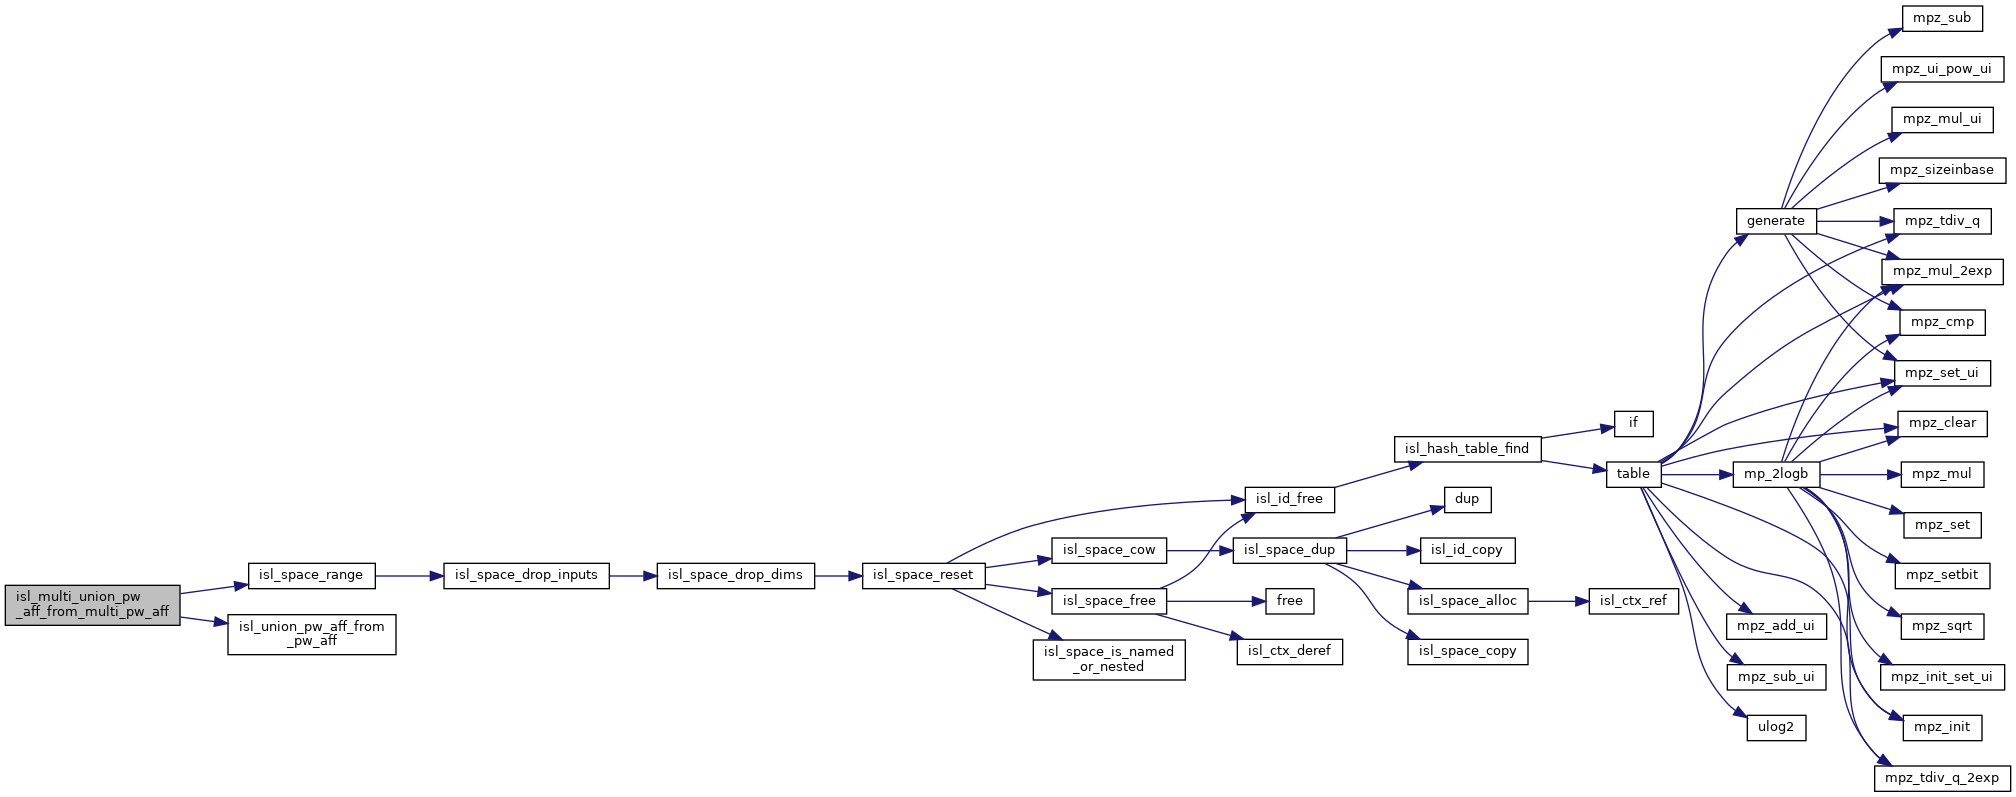 isl_multi_union_pw
_aff_from_multi_pw_aff
isl_space_range
isl_union_pw_aff_from
_pw_aff
isl_space_drop_inputs
isl_space_drop_dims
isl_space_reset
isl_space_cow
isl_space_free
isl_space_is_named
_or_nested
isl_id_free
isl_space_dup
free
isl_ctx_deref
isl_hash_table_find
dup
isl_id_copy
isl_space_alloc
isl_space_copy
if
table
isl_ctx_ref
generate
mp_2logb
mpz_add_ui
mpz_sub_ui
ulog2
mpz_sub
mpz_ui_pow_ui
mpz_mul_ui
mpz_sizeinbase
mpz_tdiv_q
mpz_mul_2exp
mpz_cmp
mpz_set_ui
mpz_clear
mpz_mul
mpz_set
mpz_setbit
mpz_sqrt
mpz_init_set_ui
mpz_init
mpz_tdiv_q_2exp